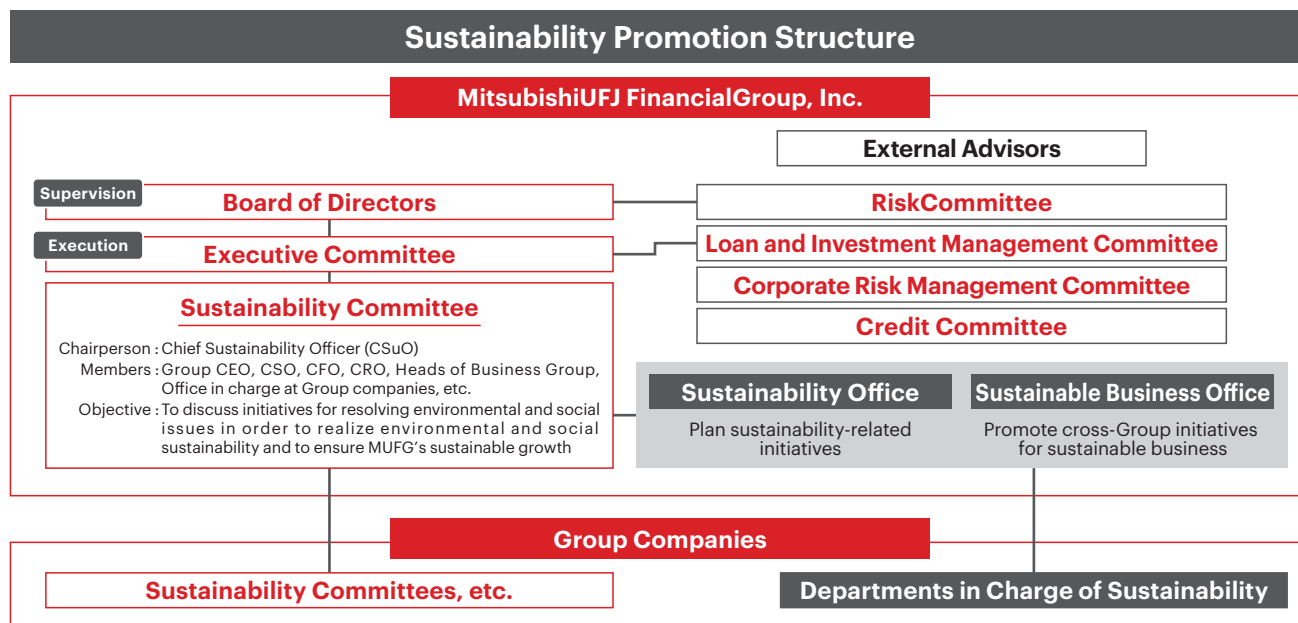 Sustainability Promotion Structure
MitsubishiUFJ FinancialGroup, Inc.
External Advisors
Supervision
Board of Directors
RiskCommittee
Execution
Executive Committee
Loan and Investment Management Committee
Corporate Risk Management Committee
Credit Committee
Sustainability Committee
Chairperson : Chief Sustainability Officer (CSuO)
Members : Group CEO, CSO, CFO, CRO, Heads of Business Group,
Office in charge at Group companies, etc.
Objective : To discuss initiatives for resolving environmental and social
issues in order to realize environmental and social
sustainability and to ensure MUFG's sustainable growth
Sustainability Office
Plan sustainability-related
initiatives
Sustainable Business Office
Promote cross-Group initiatives
for sustainable business
Group Companies
Sustainability Committees, etc.
Departments in Charge of Sustainability